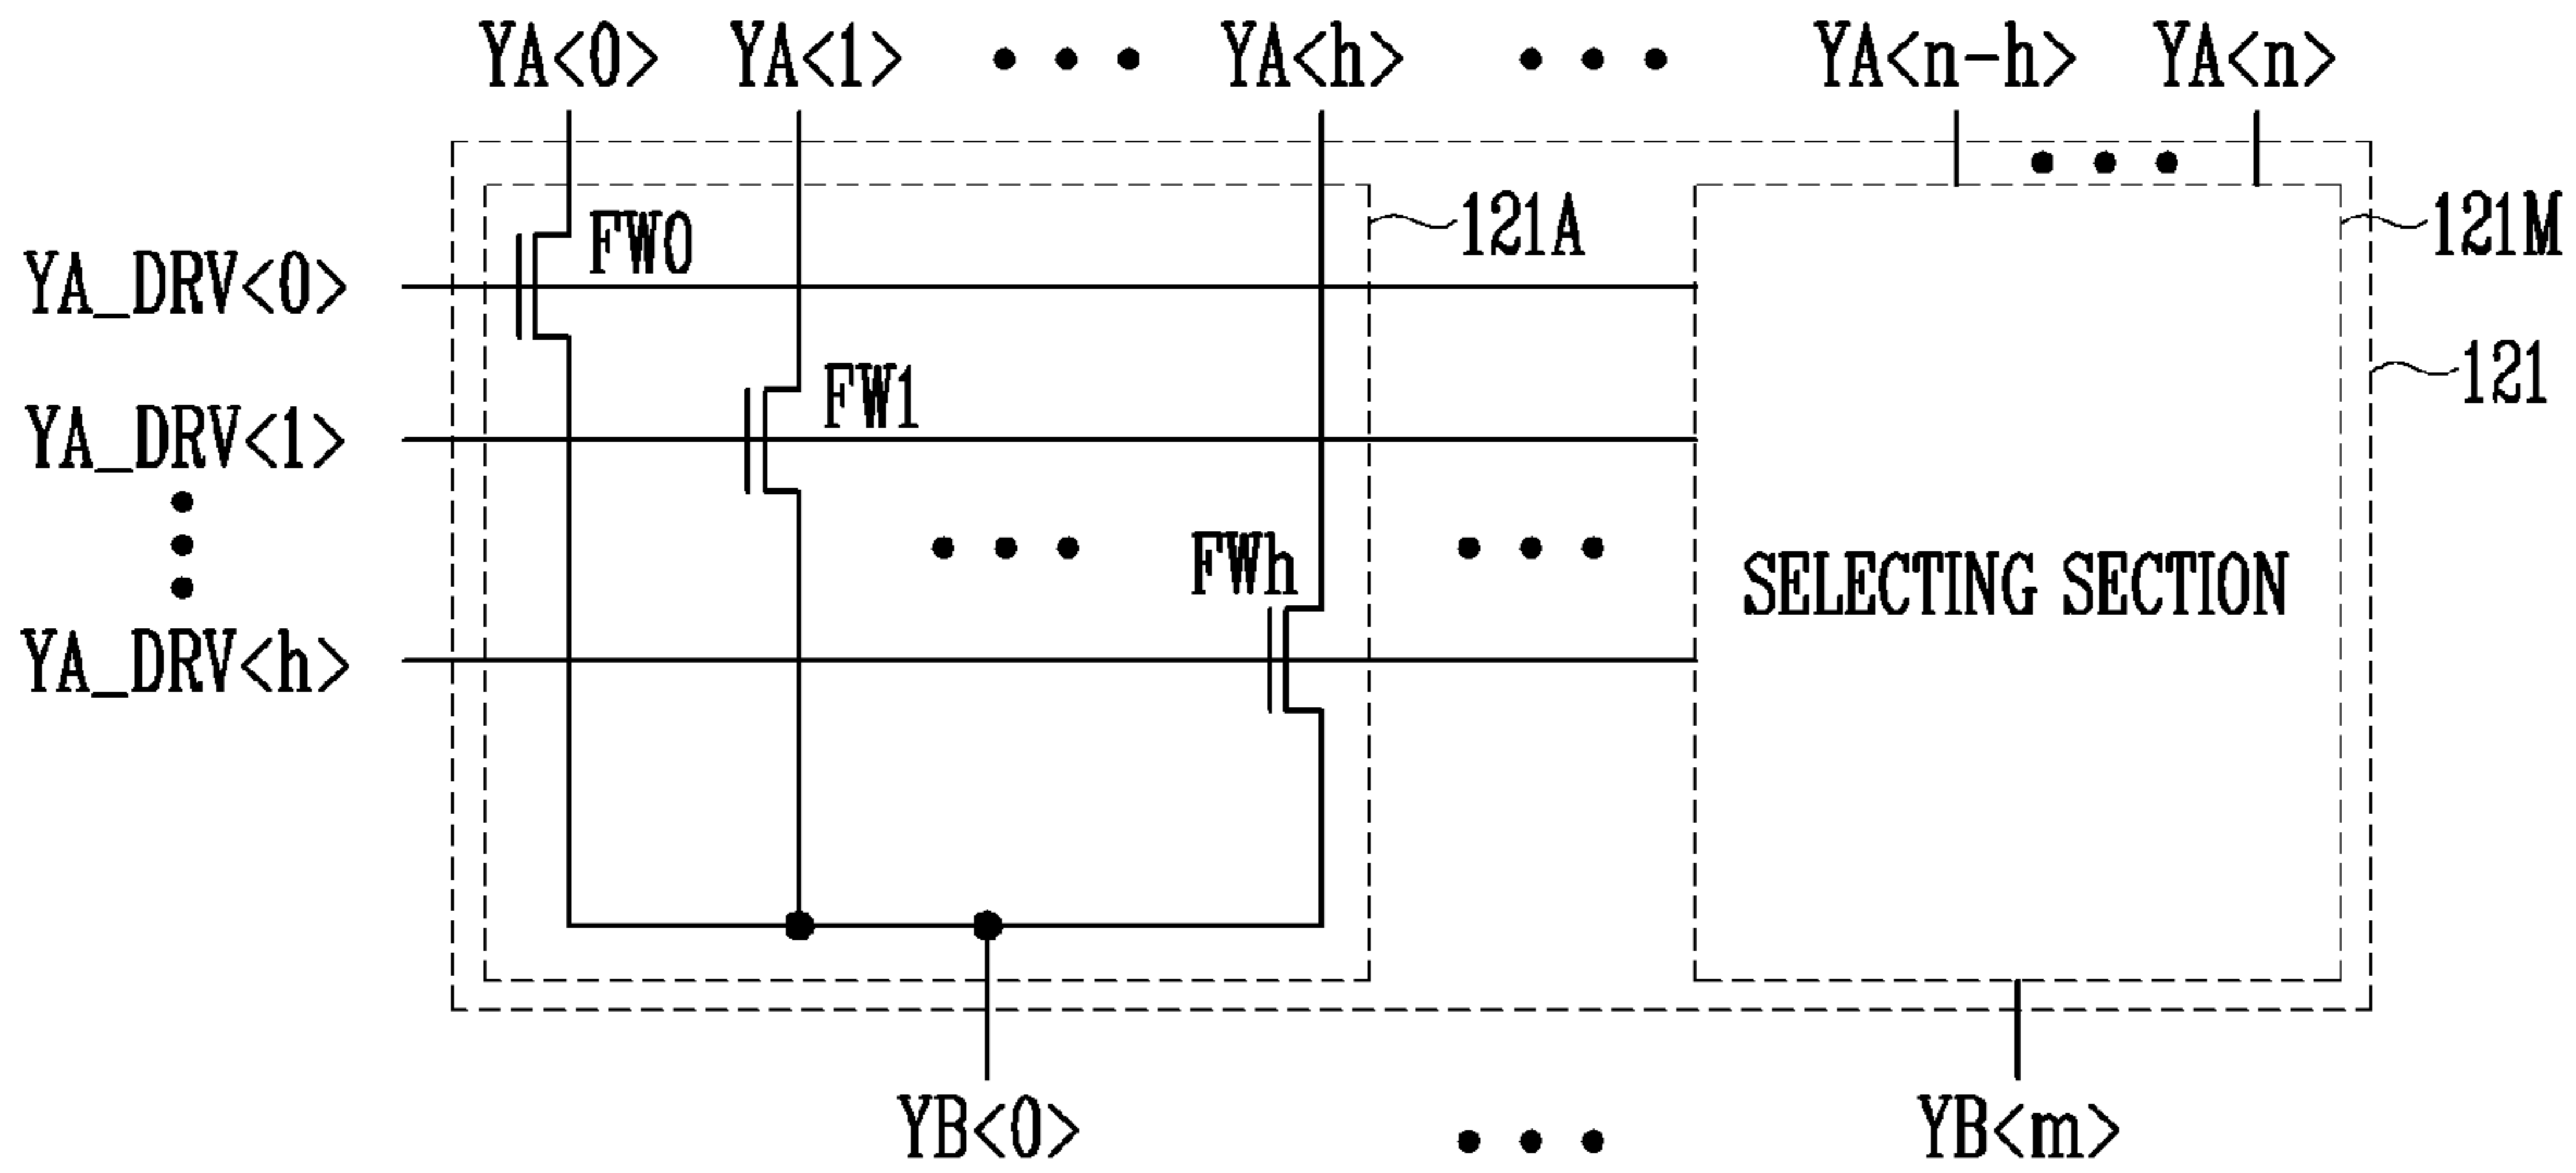 YA<0> YA<1> ••• YA<h> ••• YA<n-h> YA<n>
•••
FW0 121A 121M
YA_DRV<0>
FW1 121
YA_DRV<1>
••• ••• •••
FWh SELECTING SECTION
YA_DRV<h>
YB<0> ••• YB<m>